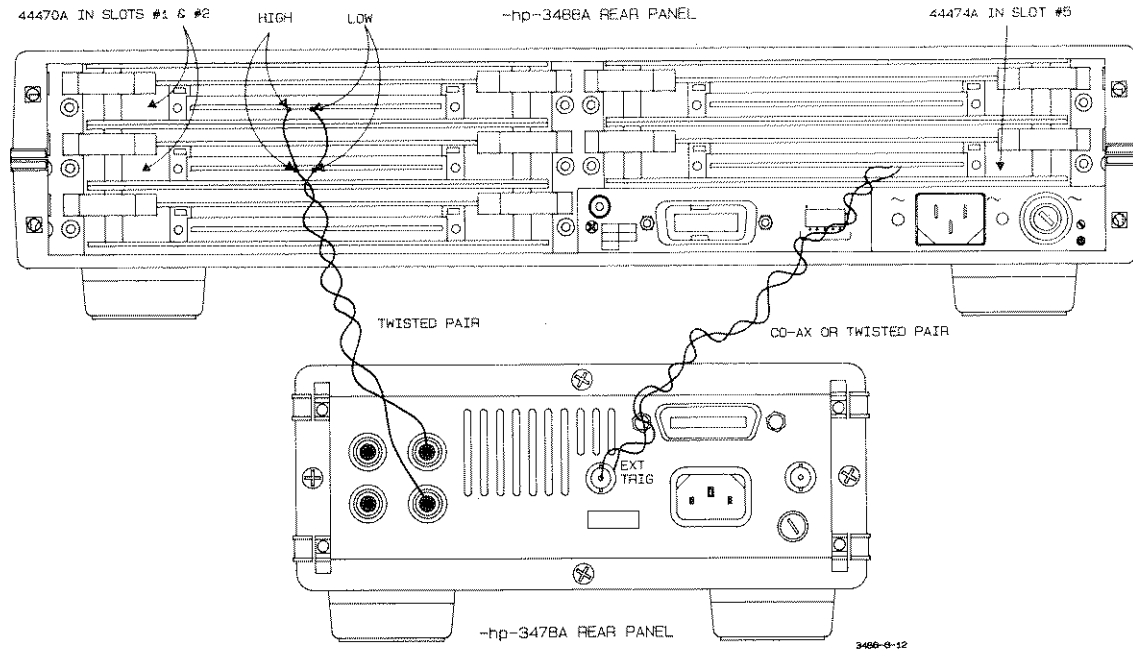 44470A IN SLOTS #1 & #2
HIGH
LOW
-hp-3488A REAR PANEL
44474A IN SLOT #5
TWISTED PAIR
CO-AX OR TWISTED PAIR
EXT
TRIG
-hp-3478A REAR PANEL
3488-8-12